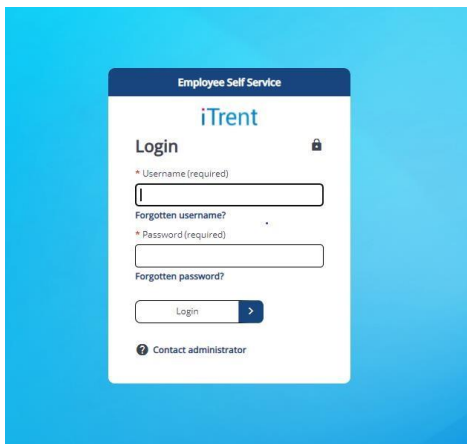 Employee Self Service
iTrent
Login
* Username (required)
Forgotten username?
* Password (required)
Forgotten password?
Login
Contact administrator